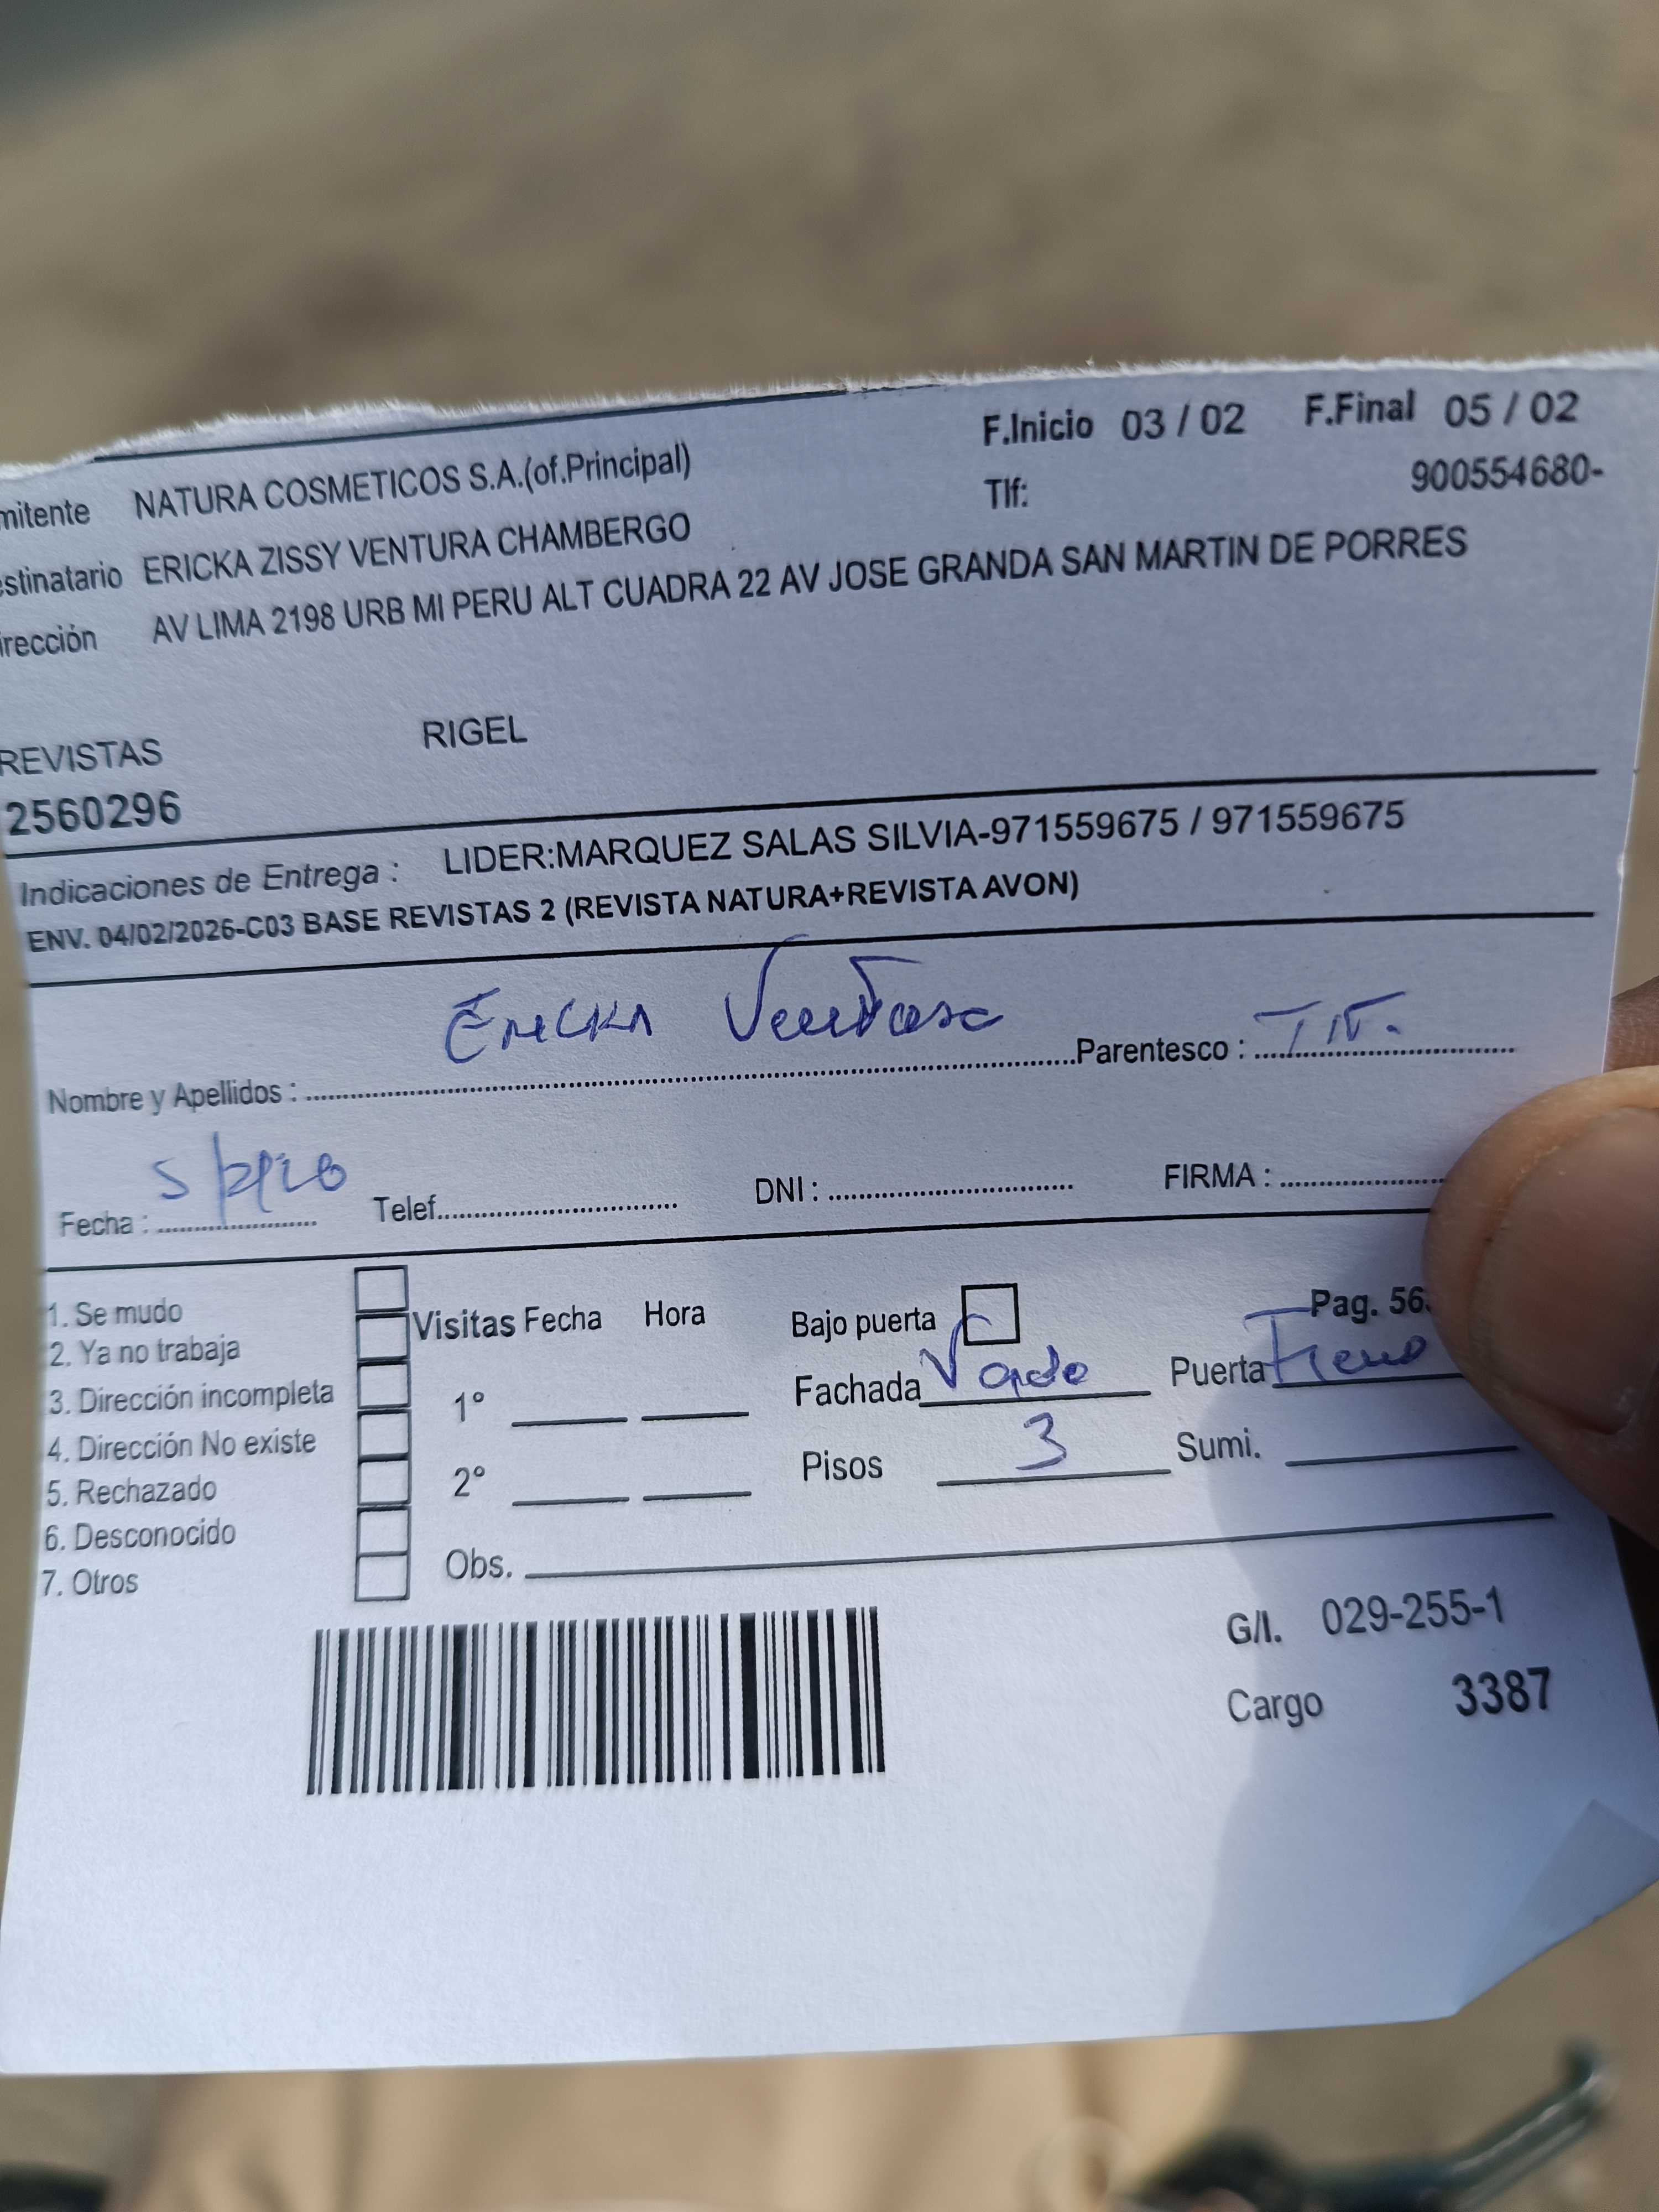 mitente NATURA COSMETICOS S.A.(of.Principal) F.Inicio 03 / 02 F.Final 05 / 02
estinatario ERICKA ZISSY VENTURA CHAMBERGO Tlf: 900554680-
irección AV LIMA 2198 URB MI PERU ALT CUADRA 22 AV JOSE GRANDA SAN MARTIN DE PORRES
REVISTAS RIGEL
2560296
Indicaciones de Entrega : LIDER:MARQUEZ SALAS SILVIA-971559675 / 971559675
ENV. 04/02/2026-C03 BASE REVISTAS 2 (REVISTA NATURA+REVISTA AVON)
Nombre y Apellidos : Ericka Ventura Parentesco : TIT.
Fecha : Telef. DNI : FIRMA :
1. Se mudo
2. Ya no trabaja
3. Dirección incompleta
4. Dirección No existe
5. Rechazado
6. Desconocido
7. Otros
Visitas Fecha Hora
1°
2°
Obs.
Bajo puerta Pag. 56
Fachada Puerta
Pisos 3 Sumi.
G/I. 029-255-1
Cargo 3387